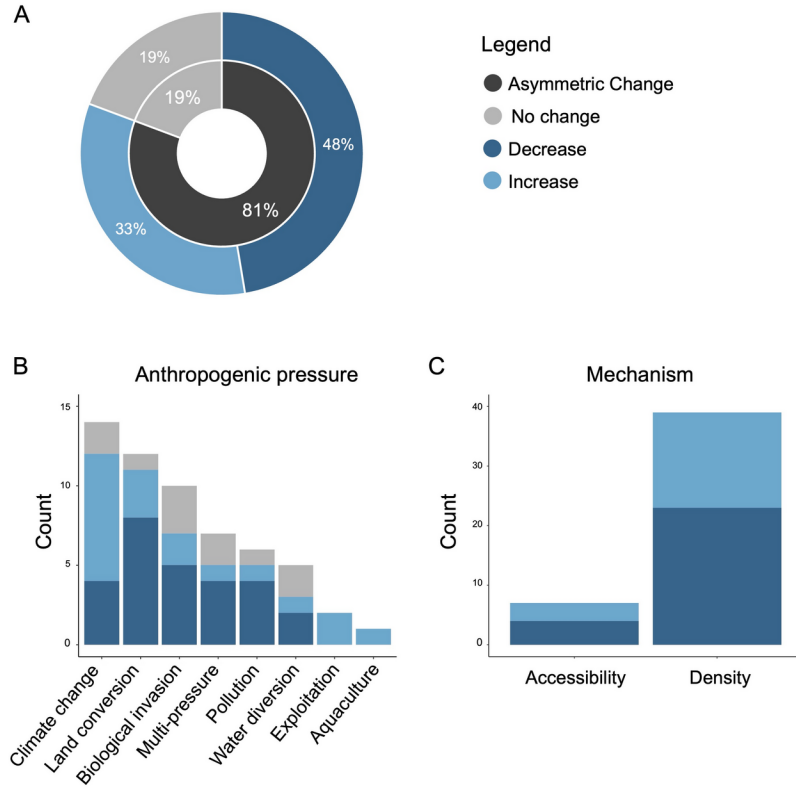 A
19%
19%
48%
81%
33%
Legend
Asymmetric Change
No change
Decrease
Increase
B
Anthropogenic pressure
15
10
5
0
Count
Climate change
Land conversion
Biological invasion
Multi-pressure
Pollution
Water diversion
Exploitation
Aquaculture
C
Mechanism
40
30
20
10
0
Count
Accessibility
Density